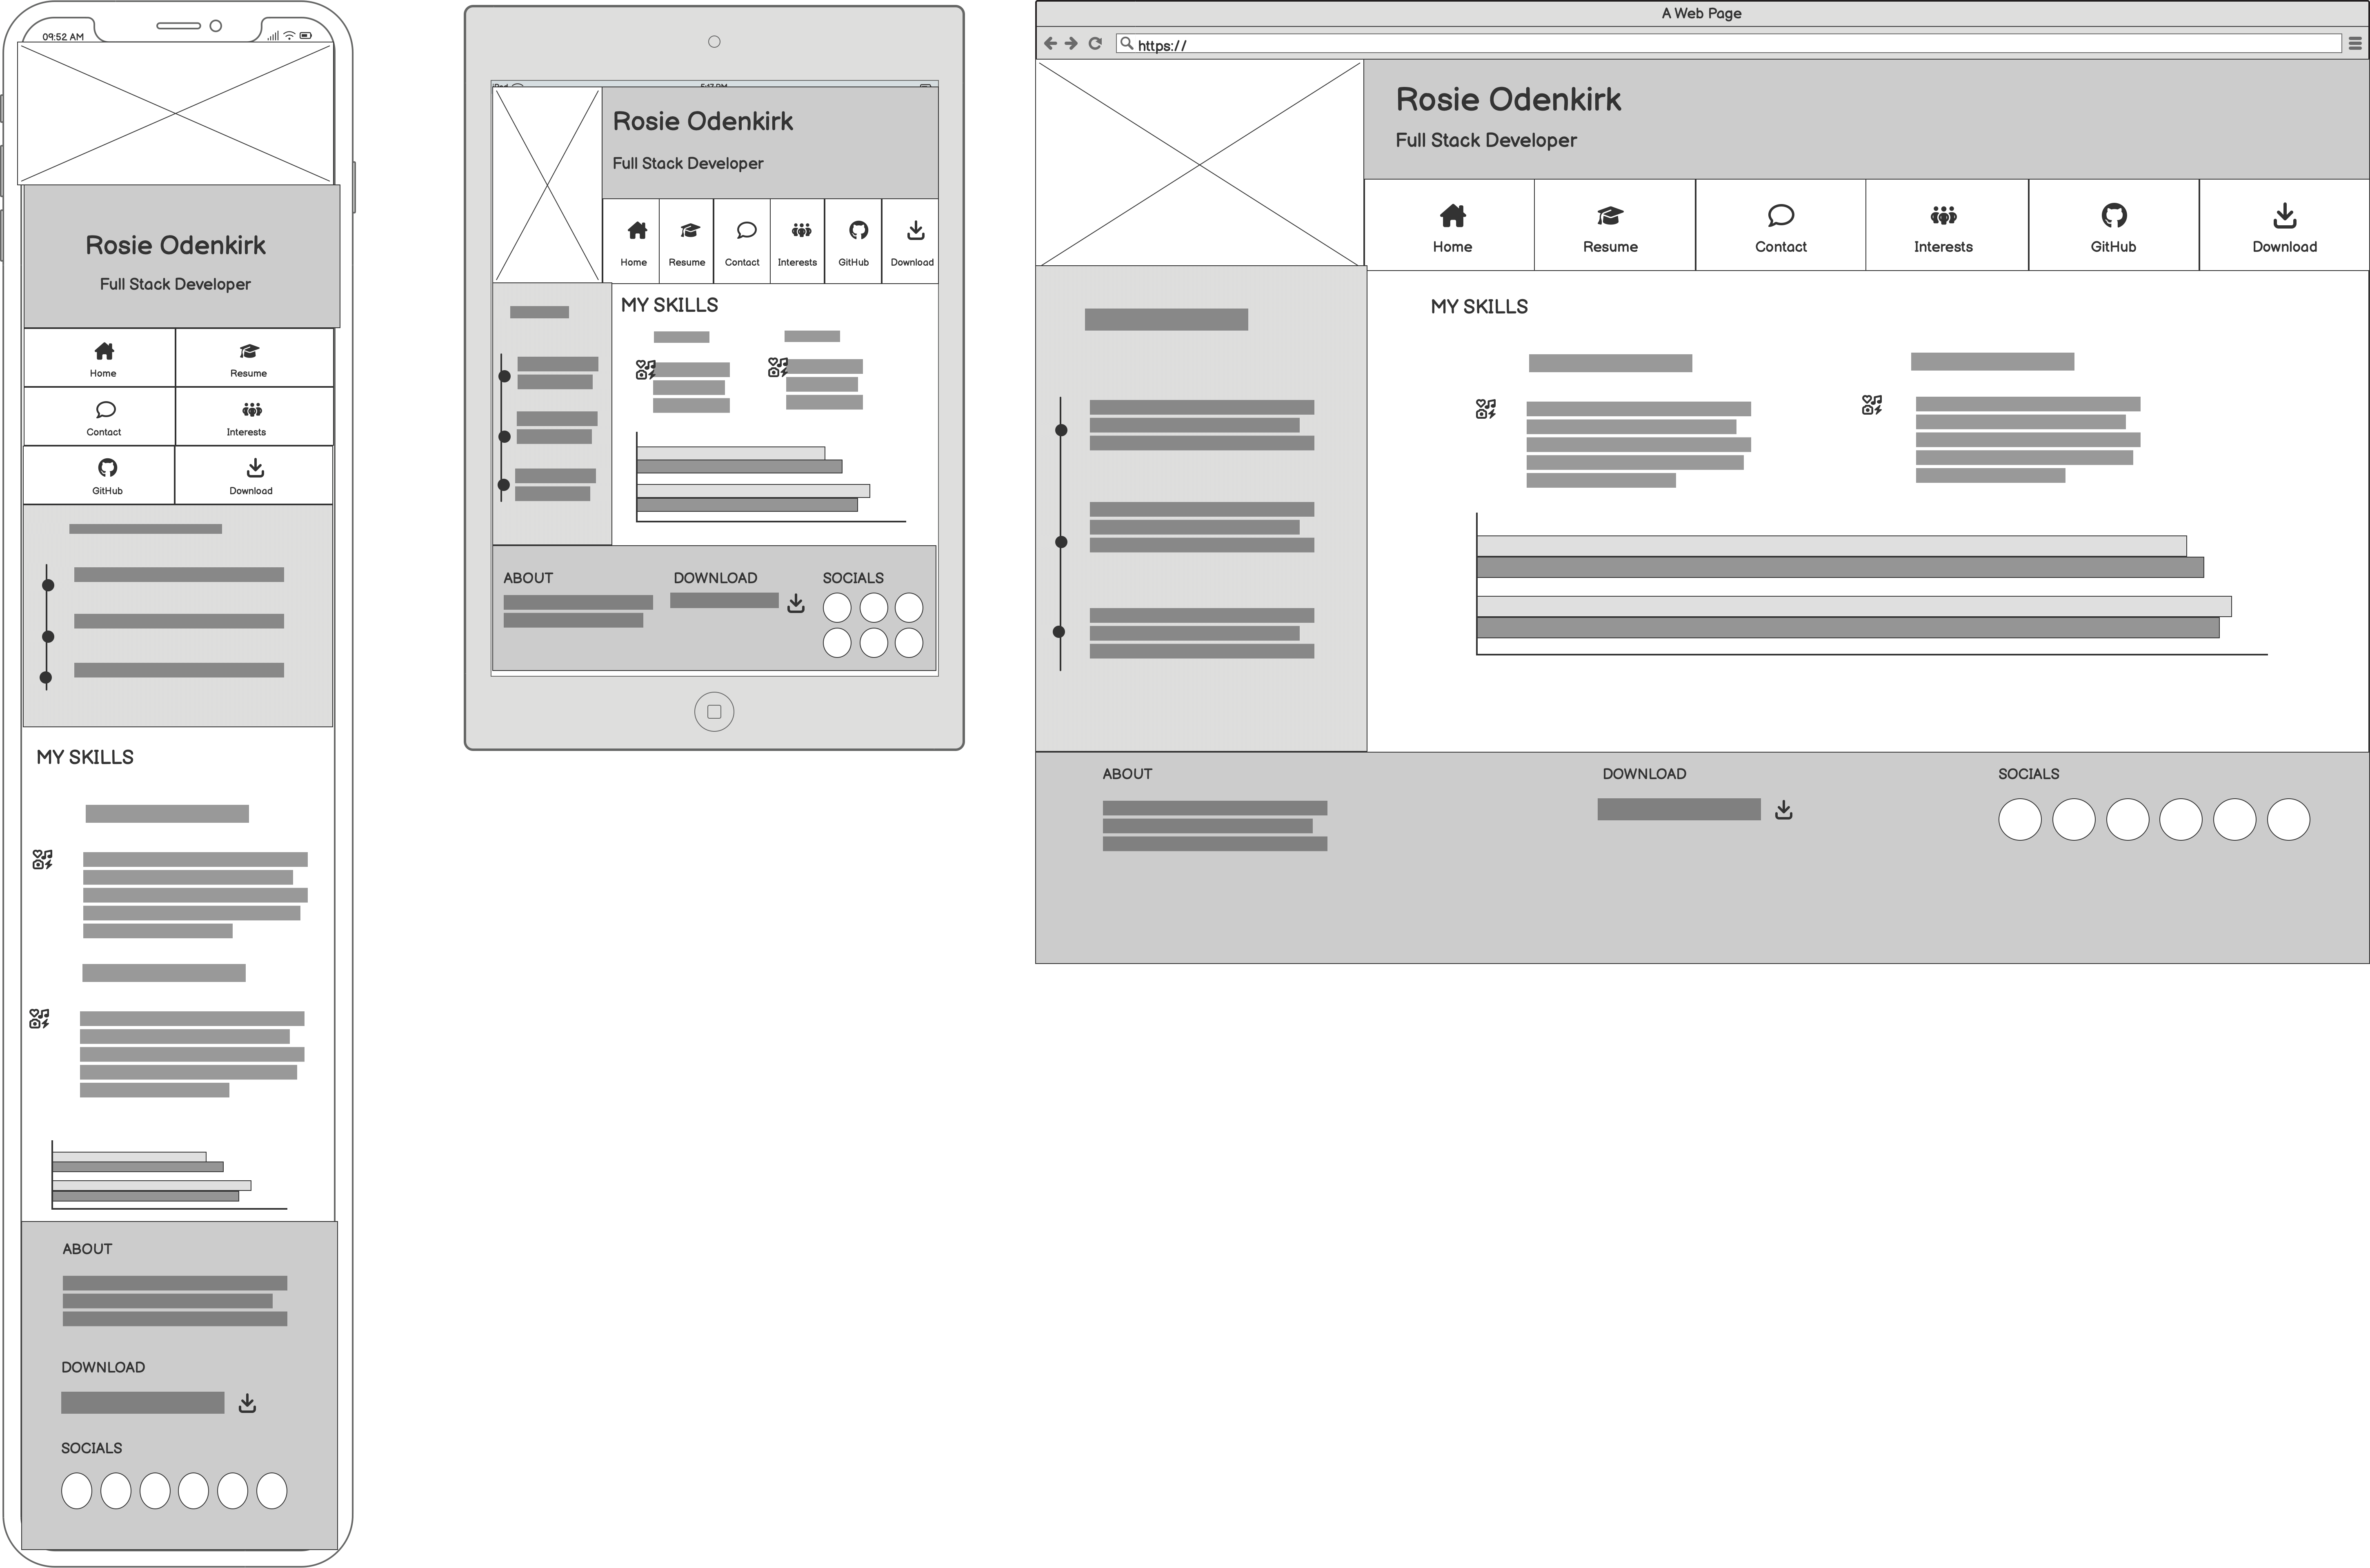 09:52 AM
Rosie Odenkirk
Full Stack Developer
Home
Resume
Contact
Interests
GitHub
Download
MY SKILLS
ABOUT
DOWNLOAD
SOCIALS
Rosie Odenkirk
Full Stack Developer
Home
Resume
Contact
Interests
GitHub
Download
MY SKILLS
ABOUT
DOWNLOAD
SOCIALS
A Web Page
https://
Rosie Odenkirk
Full Stack Developer
Home
Resume
Contact
Interests
GitHub
Download
MY SKILLS
ABOUT
DOWNLOAD
SOCIALS